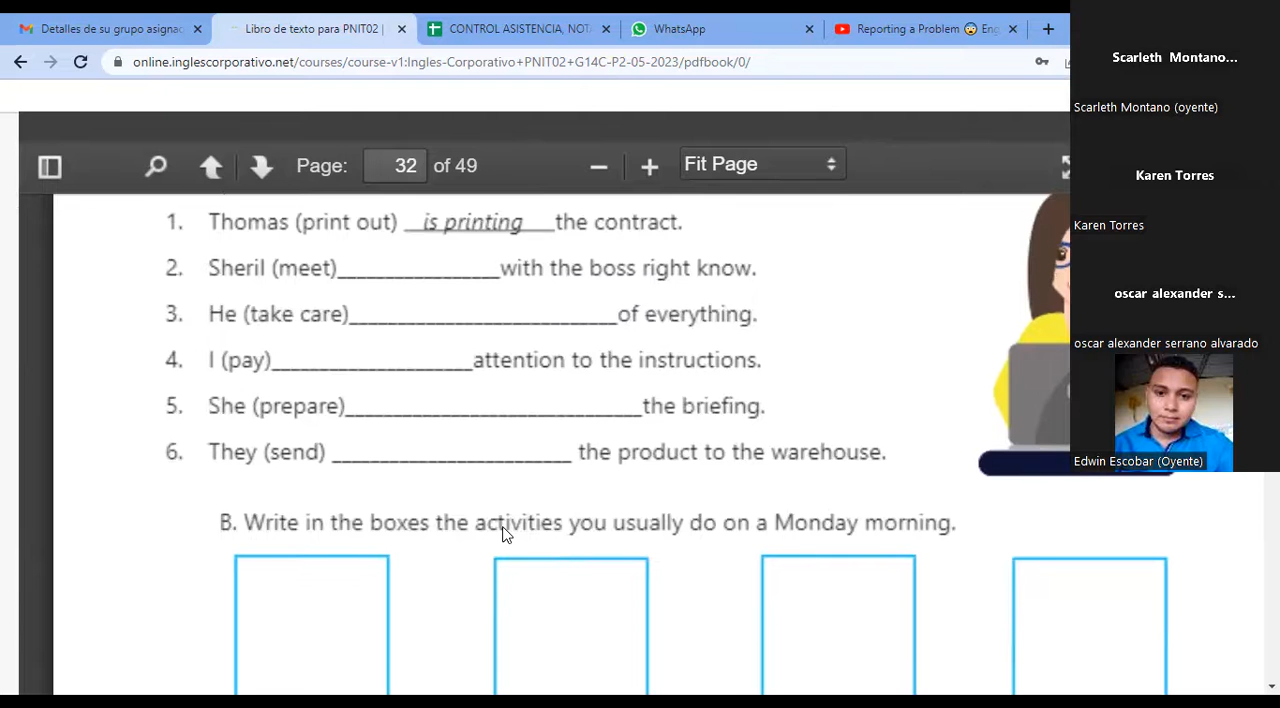 Detalles de su grupo asignac
Libro de texto para PNIT02 |
CONTROL ASISTENCIA, NOT
WhatsApp
Reporting a Problem 😨 Eng
online.inglescorporativo.net/courses/course-v1:Ingles-Corporativo+PNIT02+G14C-P2-05-2023/pdfbook/0/
Page: 32 of 49
Fit Page
1. Thomas (print out) __is printing___the contract.
2. Sheril (meet)_______________with the boss right know.
3. He (take care)_________________________of everything.
4. I (pay)___________________attention to the instructions.
5. She (prepare)____________________________the briefing.
6. They (send) _______________________ the product to the warehouse.
B. Write in the boxes the activities you usually do on a Monday morning.
Scarleth Montano...
Scarleth Montano (oyente)
Karen Torres
Karen Torres
oscar alexander s...
oscar alexander serrano alvarado
Edwin Escobar (Oyente)